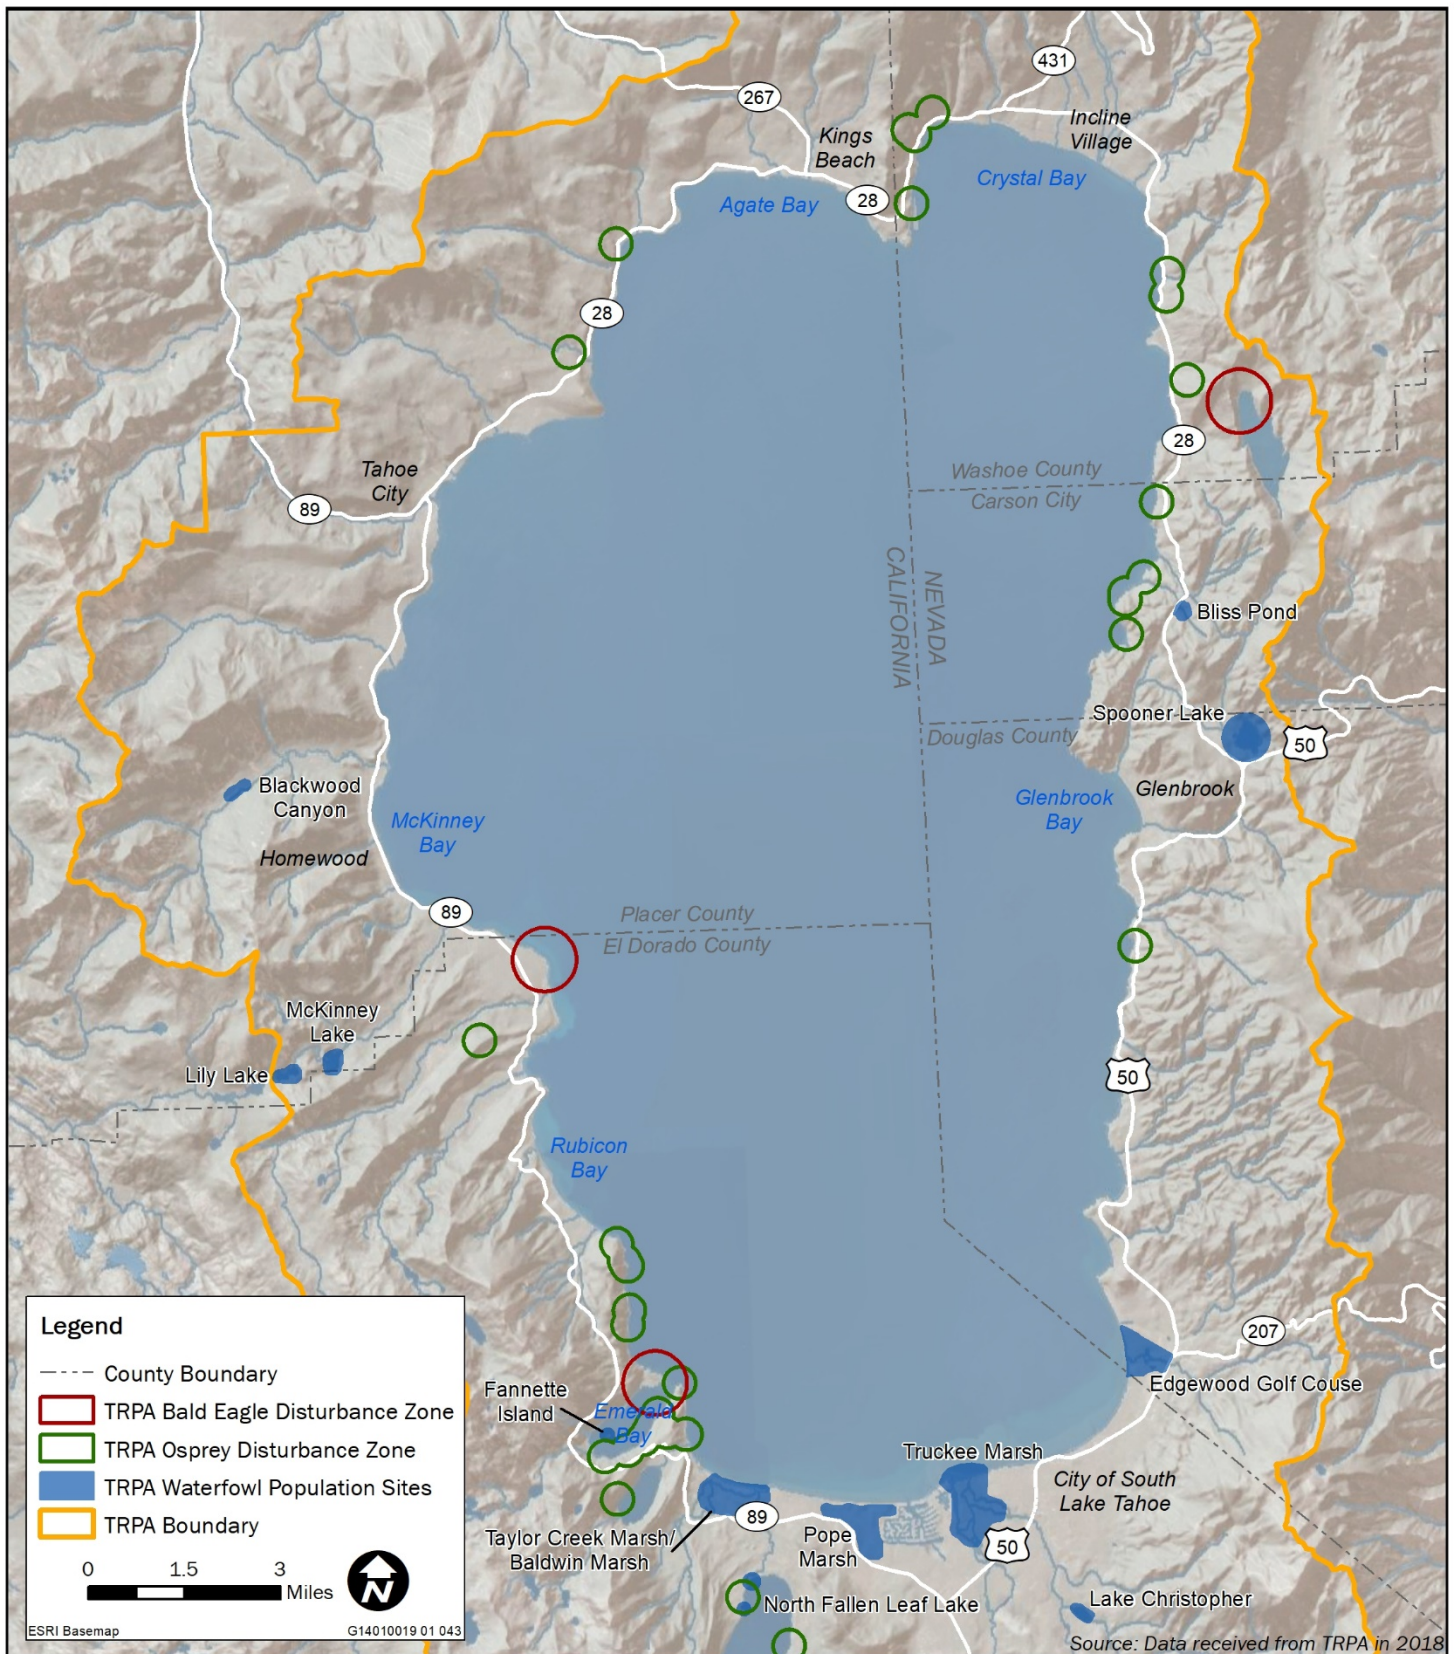 431
267
Incline
Village
Kings
Beach
Crystal Bay
28
Agate Bay
28
28
Tahoe
City
Washoe County
Carson City
89
CALIFORNIA
NEVADA
Bliss Pond
Spooner Lake
Douglas County
50
Blackwood
Canyon
Glenbrook
Glenbrook
Bay
McKinney
Bay
Homewood
89
Placer County
El Dorado County
McKinney
Lake
Lily Lake
50
Rubicon
Bay
207
Edgewood Golf Couse
Fannette
Island
Emerald
Bay
Truckee Marsh
City of South
Lake Tahoe
89
Taylor Creek Marsh/
Baldwin Marsh
Pope
Marsh
50
North Fallen Leaf Lake
Lake Christopher
Legend
County Boundary
TRPA Bald Eagle Disturbance Zone
TRPA Osprey Disturbance Zone
TRPA Waterfowl Population Sites
TRPA Boundary
0 1.5 3
Miles
N
ESRI Basemap
G14010019 01 043
Source: Data received from TRPA in 2018